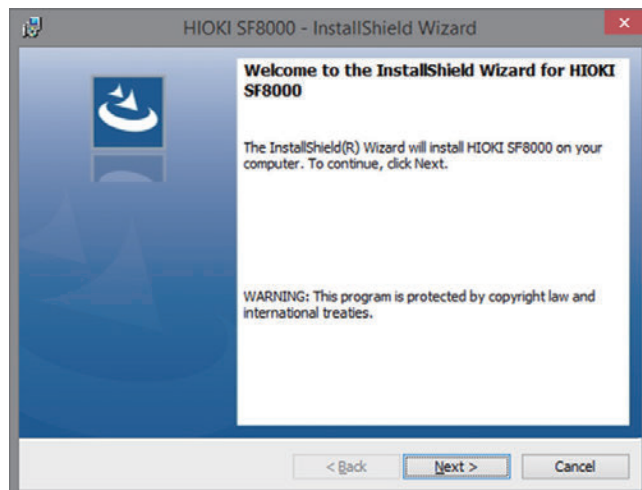 HIOKI SF8000 - InstallShield Wizard
Welcome to the InstallShield Wizard for HIOKI
SF8000
The InstallShield(R) Wizard will install HIOKI SF8000 on your
computer. To continue, click Next.
WARNING: This program is protected by copyright law and
international treaties.
< Back Next > Cancel